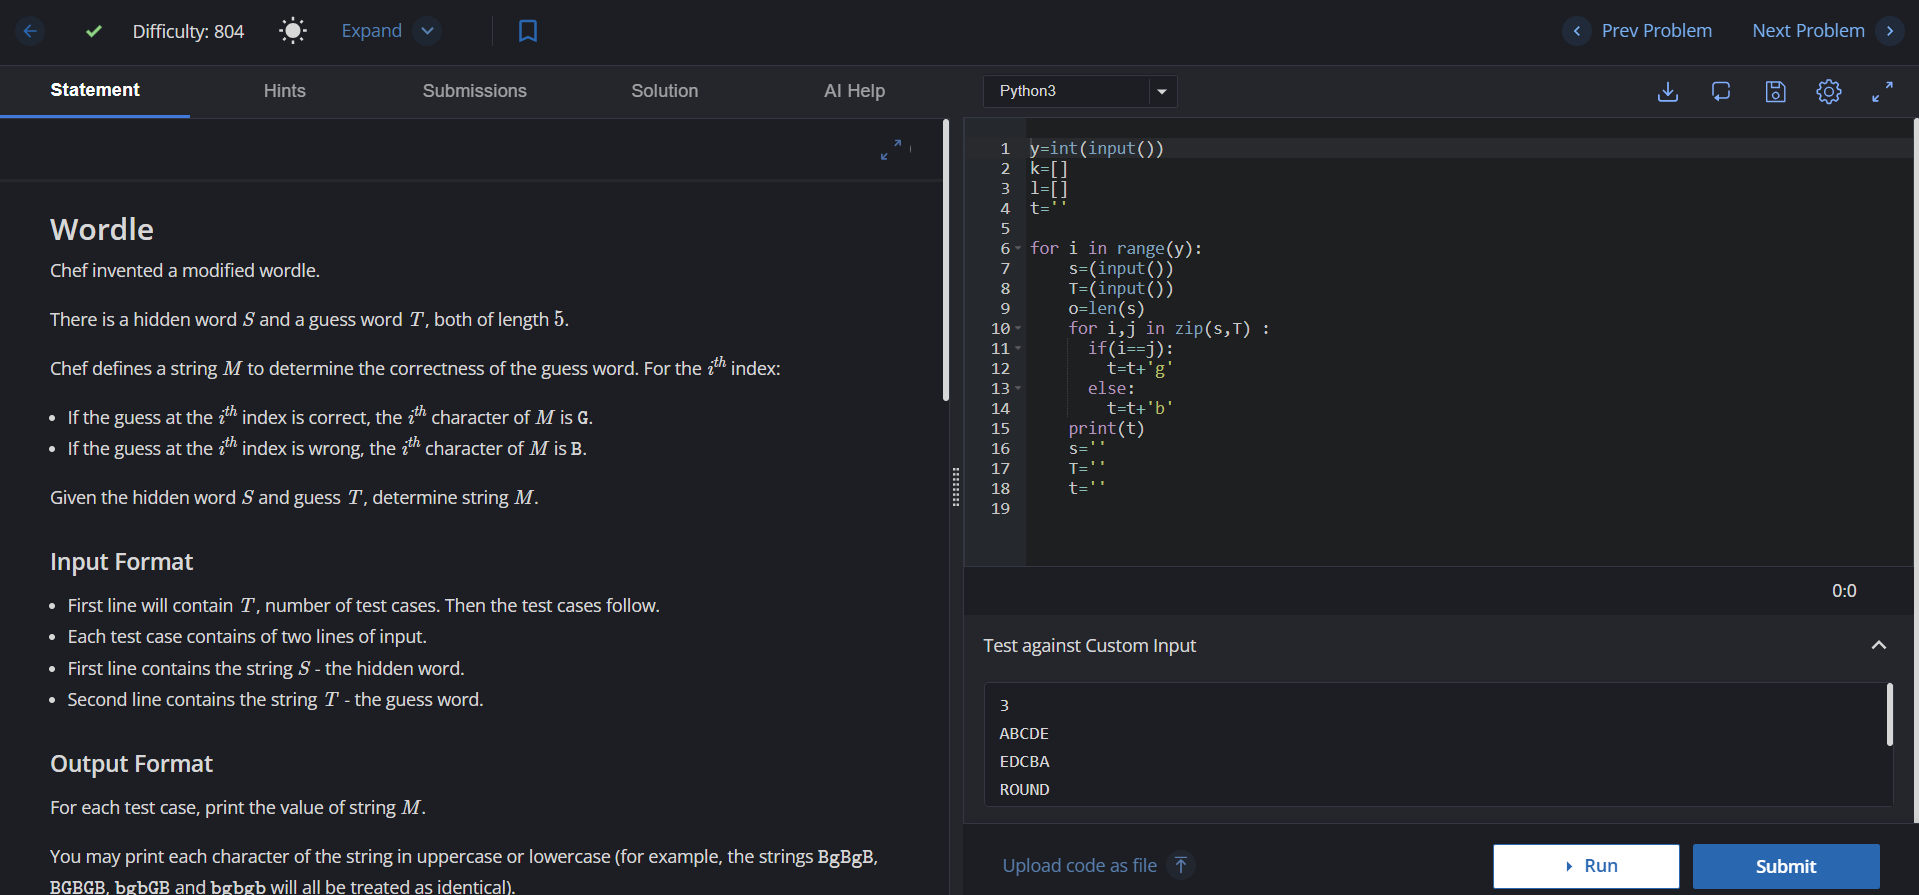 Difficulty: 804
Expand
Prev Problem
Next Problem
Statement
Hints
Submissions
Solution
AI Help
Python3
Wordle
Chef invented a modified wordle.
There is a hidden word S and a guess word T, both of length 5.
Chef defines a string M to determine the correctness of the guess word. For the i^th index:
• If the guess at the i^th index is correct, the i^th character of M is G.
• If the guess at the i^th index is wrong, the i^th character of M is B.
Given the hidden word S and guess T, determine string M.
Input Format
• First line will contain T, number of test cases. Then the test cases follow.
• Each test case contains of two lines of input.
• First line contains the string S - the hidden word.
• Second line contains the string T - the guess word.
Output Format
For each test case, print the value of string M.
You may print each character of the string in uppercase or lowercase (for example, the strings BgBgB,
BGBGB, bgbGB and bgbgb will all be treated as identical).
1 y=int(input())
2 k=[]
3 l=[]
4 t=''
5
6 for i in range(y):
7     s=(input())
8     T=(input())
9     o=len(s)
10     for i,j in zip(s,T) :
11       if(i==j):
12         t=t+'g'
13       else:
14         t=t+'b'
15     print(t)
16     s=''
17     T=''
18     t=''
19
0:0
Test against Custom Input
3
ABCDE
EDCBA
ROUND
Upload code as file
Run
Submit